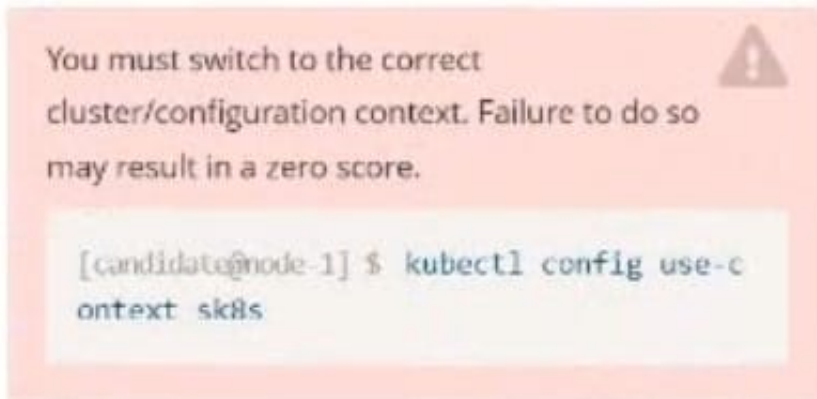 You must switch to the correct
cluster/configuration context. Failure to do so
may result in a zero score.
[candidate@node-1] $ kubectl config use-c
ontext sk8s